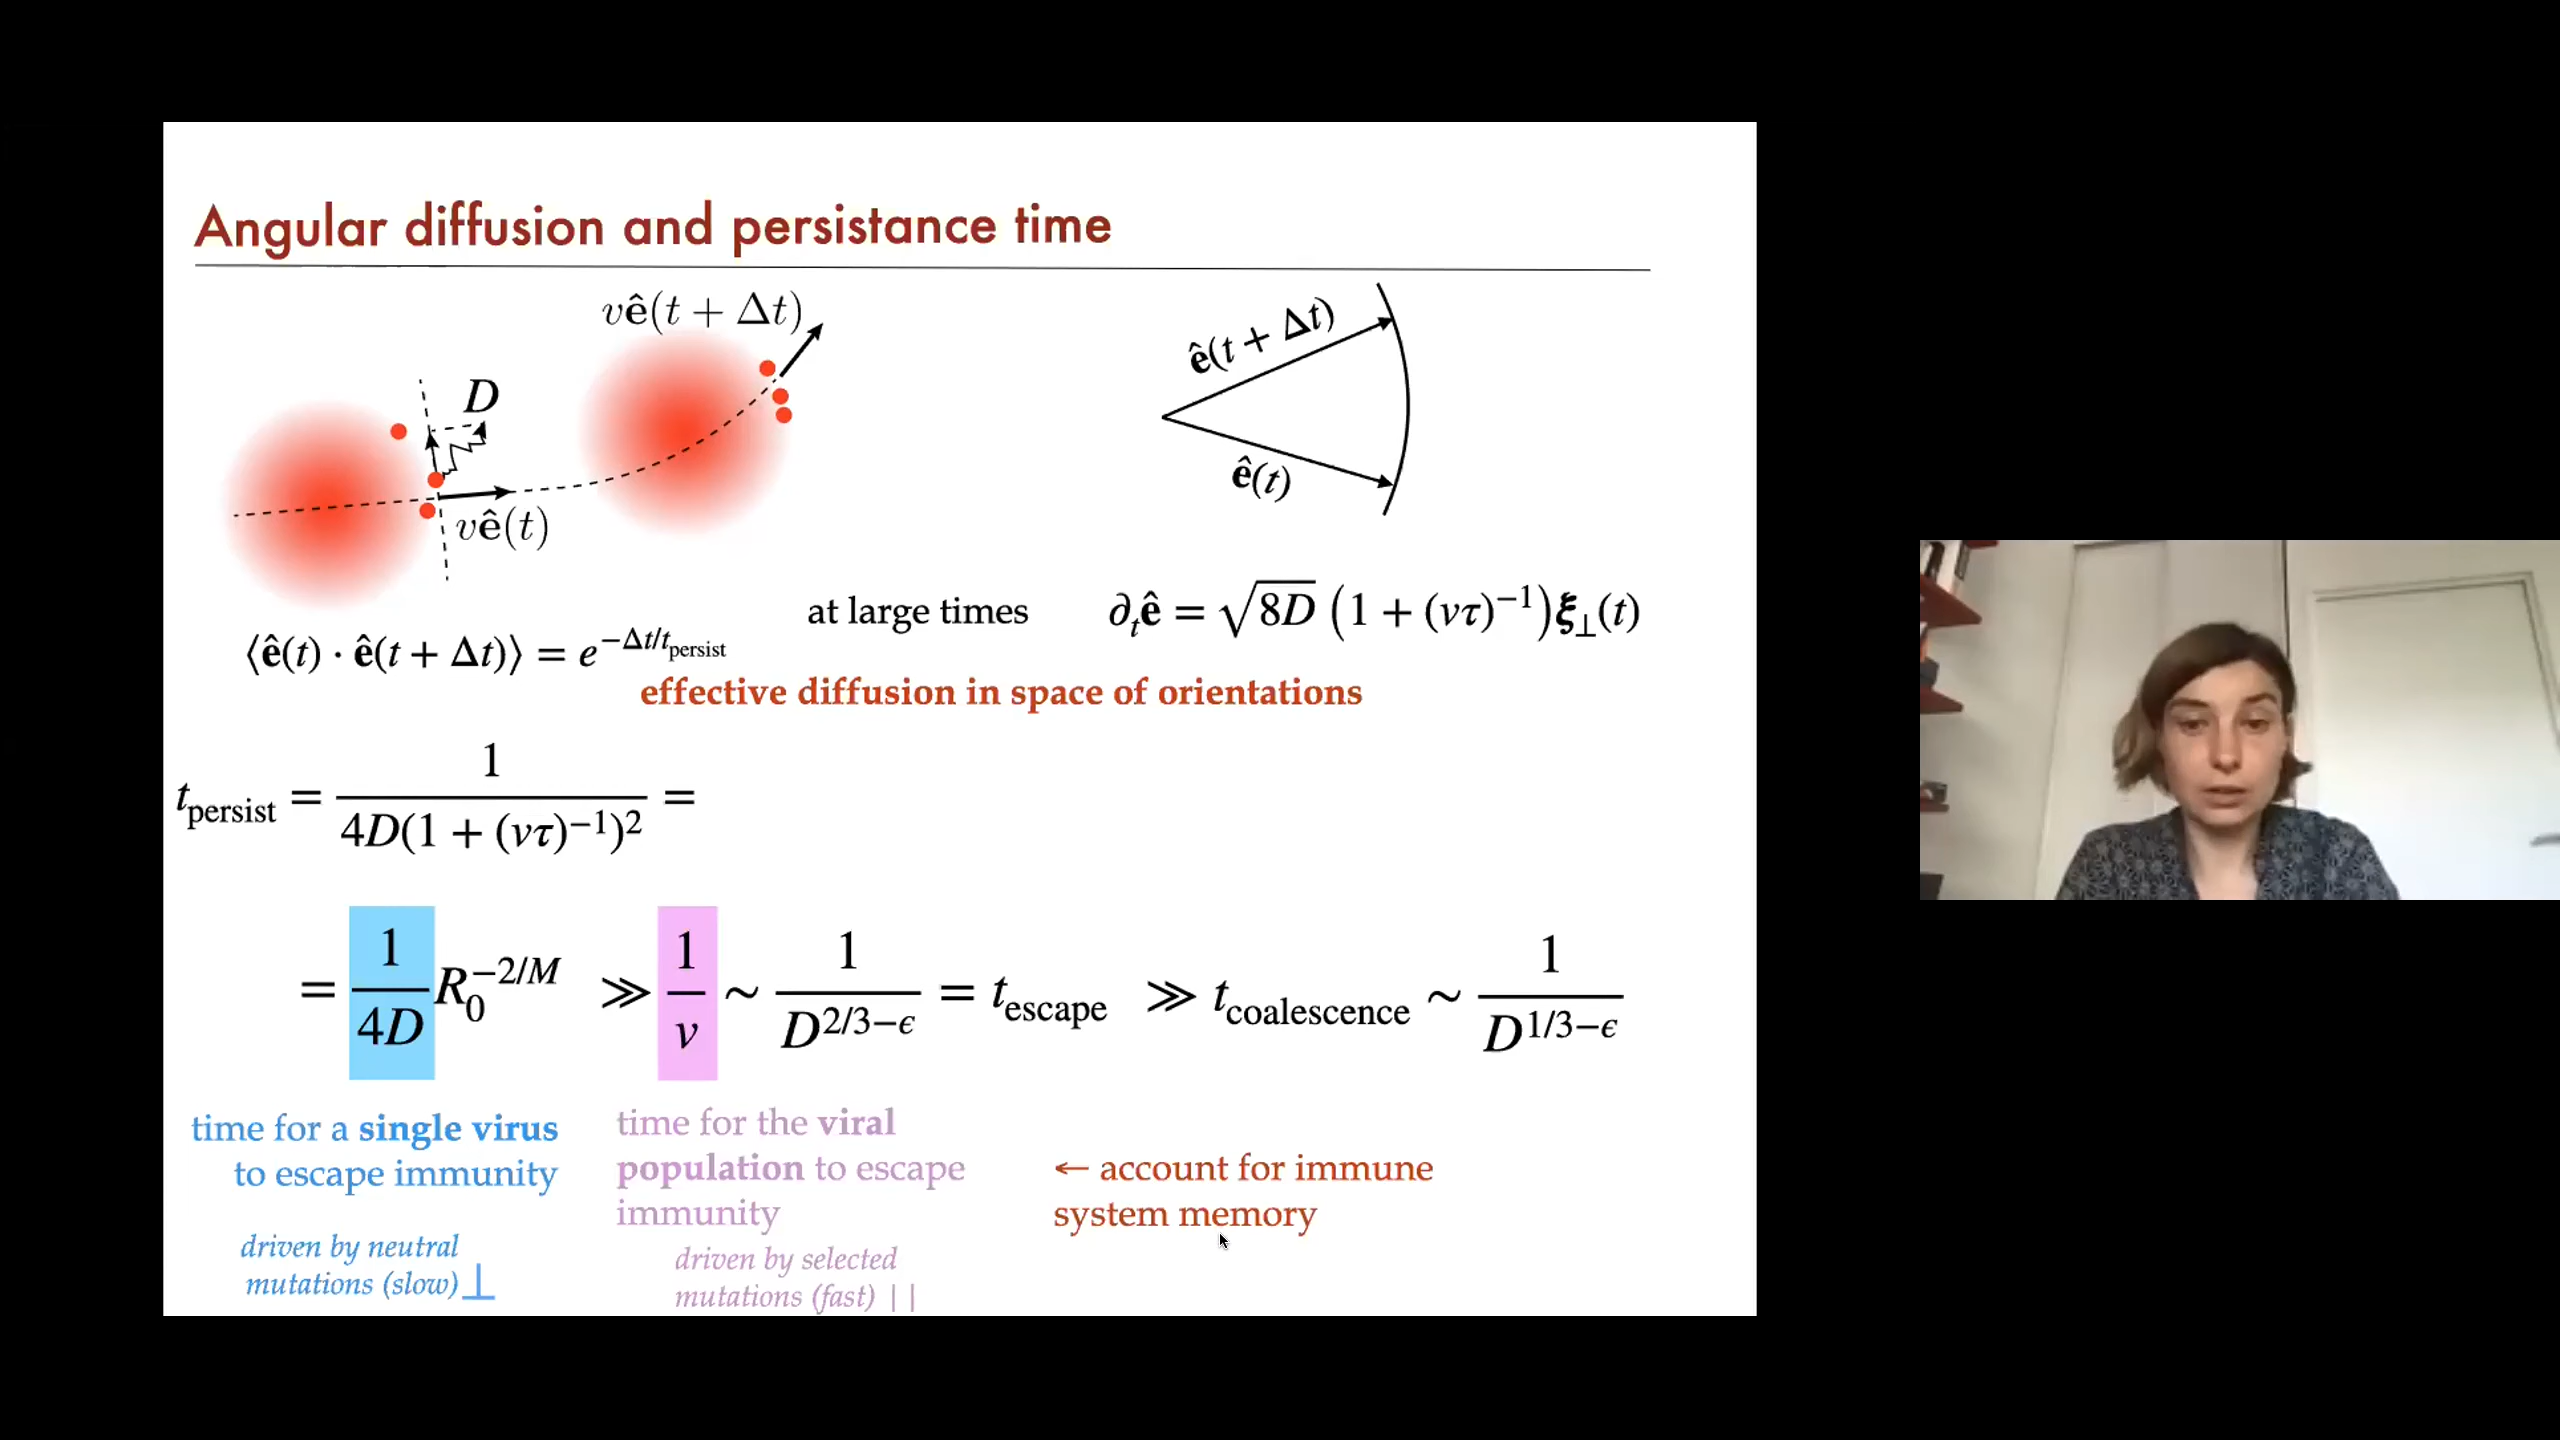 Angular diffusion and persistance time
vê(t + Δt)
D
vê(t)
ê(t + Δt)
ê(t)
at large times ∂ₜê = √8D (1 + (vτ)⁻¹)ξ⊥(t)
⟨ê(t) · ê(t + Δt)⟩ = e^{−Δt/t_persist}
effective diffusion in space of orientations
t_persist = 1 / 4D(1 + (vτ)⁻¹)² =
= 1/4D R₀^{−2/M} ≫ 1/v ∼ 1/D^{2/3−ϵ} = t_escape ≫ t_coalescence ∼ 1/D^{1/3−ϵ}
time for a single virus
to escape immunity
driven by neutral
mutations (slow) ⊥
time for the viral
population to escape
immunity
driven by selected
mutations (fast) | |
← account for immune
system memory